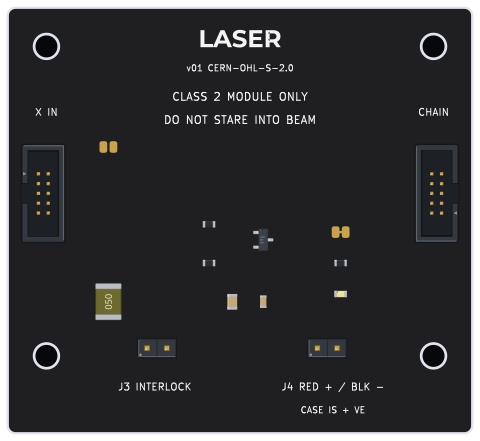 LASER
v01 CERN-OHL-S-2.0
CLASS 2 MODULE ONLY
DO NOT STARE INTO BEAM
X IN
CHAIN
050
J3 INTERLOCK
J4 RED + / BLK -
CASE IS + VE